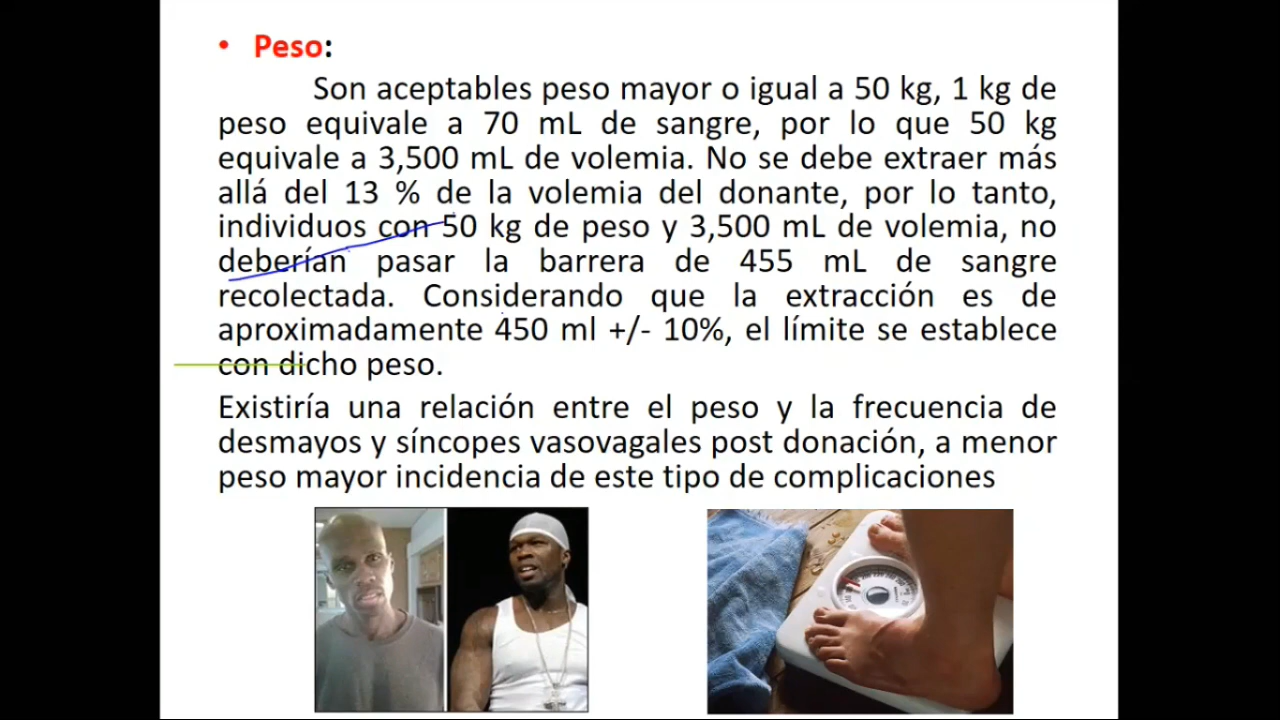 • Peso:
Son aceptables peso mayor o igual a 50 kg, 1 kg de
peso equivale a 70 mL de sangre, por lo que 50 kg
equivale a 3,500 mL de volemia. No se debe extraer más
allá del 13 % de la volemia del donante, por lo tanto,
individuos con 50 kg de peso y 3,500 mL de volemia, no
deberían pasar la barrera de 455 mL de sangre
recolectada. Considerando que la extracción es de
aproximadamente 450 ml +/- 10%, el límite se establece
con dicho peso.
Existiría una relación entre el peso y la frecuencia de
desmayos y síncopes vasovagales post donación, a menor
peso mayor incidencia de este tipo de complicaciones